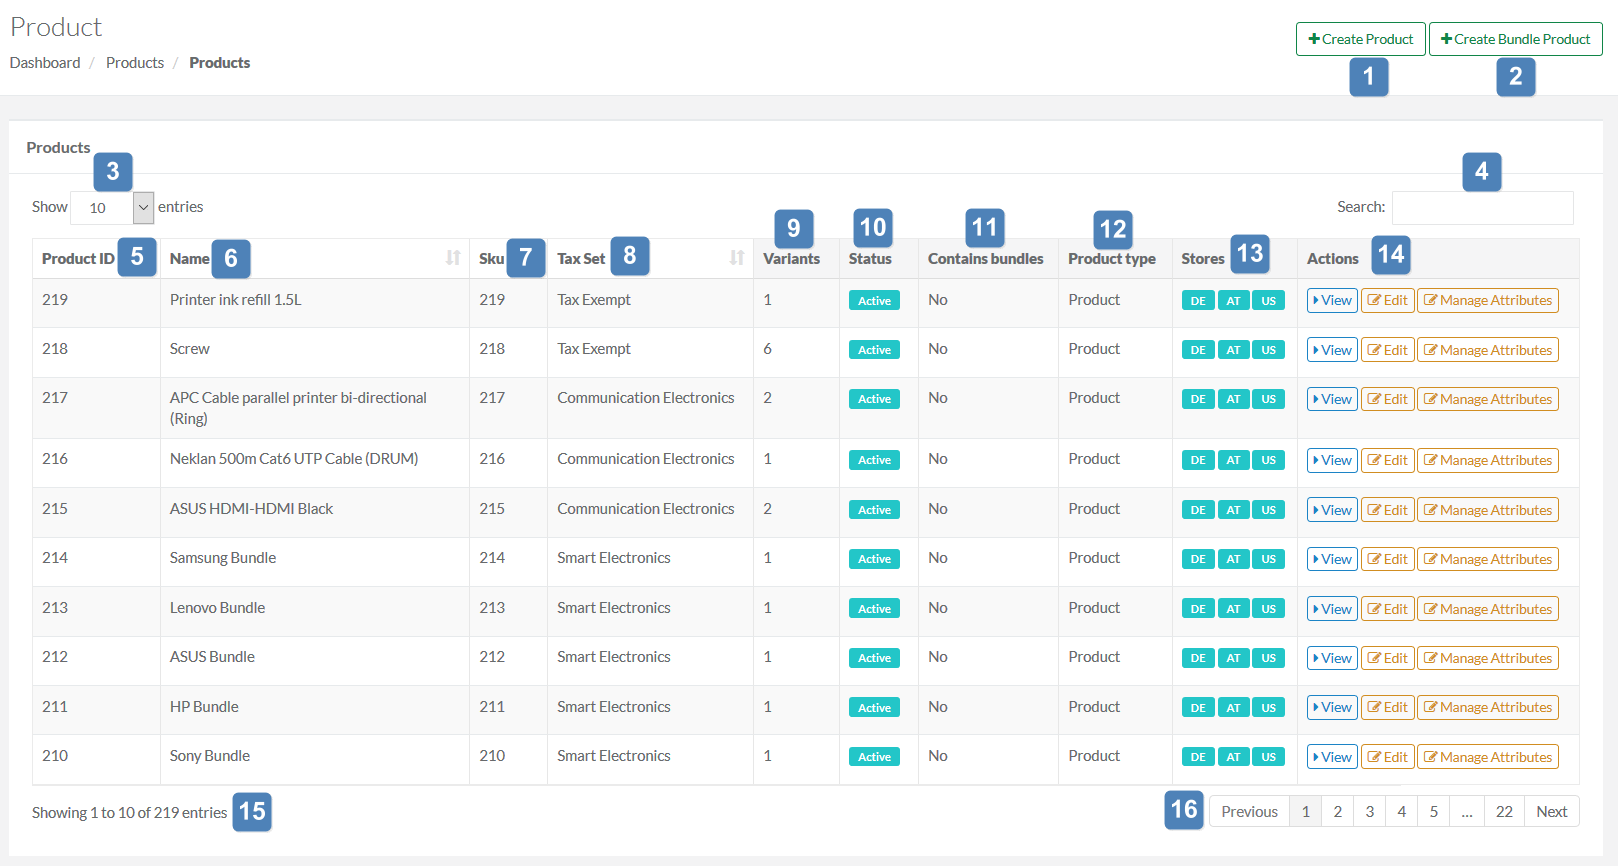 Product
Dashboard / Products / Products
Create Product Create Bundle Product
1 2
Products
3 4
Show 10 entries Search:
Product ID 5 Name 6 Sku 7 Tax Set 8 Variants 9 Status 10 Contains bundles 11 Product type 12 Stores 13 Actions 14
219 Printer ink refill 1.5L 219 Tax Exempt 1 Active No Product DE AT US View Edit Manage Attributes
218 Screw 218 Tax Exempt 6 Active No Product DE AT US View Edit Manage Attributes
217 APC Cable parallel printer bi-directional 217 Communication Electronics 2 Active No Product DE AT US View Edit Manage Attributes
(Ring)
216 Neklan 500m Cat6 UTP Cable (DRUM) 216 Communication Electronics 1 Active No Product DE AT US View Edit Manage Attributes
215 ASUS HDMI-HDMI Black 215 Communication Electronics 2 Active No Product DE AT US View Edit Manage Attributes
214 Samsung Bundle 214 Smart Electronics 1 Active No Product DE AT US View Edit Manage Attributes
213 Lenovo Bundle 213 Smart Electronics 1 Active No Product DE AT US View Edit Manage Attributes
212 ASUS Bundle 212 Smart Electronics 1 Active No Product DE AT US View Edit Manage Attributes
211 HP Bundle 211 Smart Electronics 1 Active No Product DE AT US View Edit Manage Attributes
210 Sony Bundle 210 Smart Electronics 1 Active No Product DE AT US View Edit Manage Attributes
Showing 1 to 10 of 219 entries 15 16 Previous 1 2 3 4 5 ... 22 Next